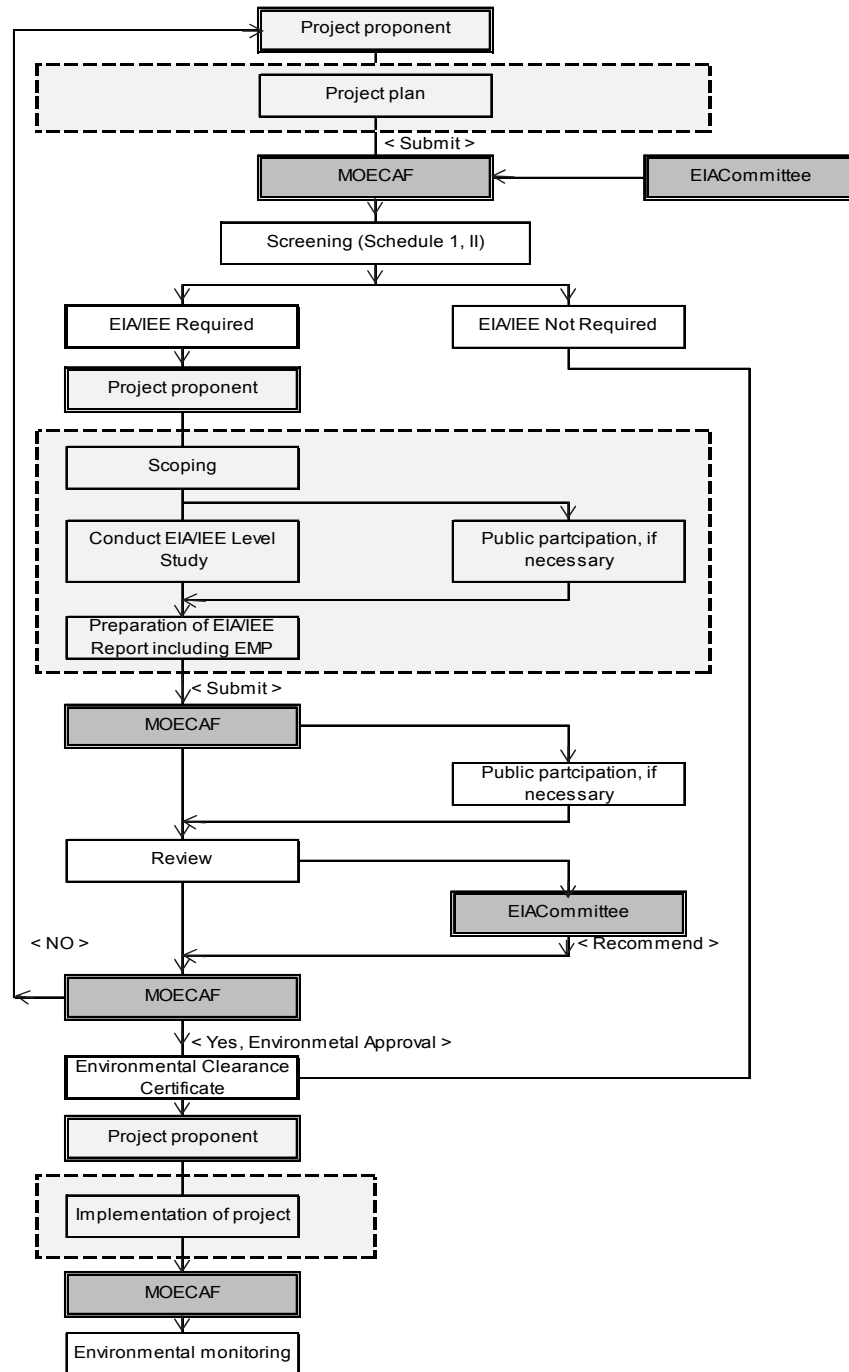 Project proponent
Project plan
< Submit >
MOECAF
EIACommittee
Screening (Schedule 1, II)
EIA/IEE Required
EIA/IEE Not Required
Project proponent
Scoping
Conduct EIA/IEE Level
Study
Public partcipation, if
necessary
Preparation of EIA/IEE
Report including EMP
< Submit >
MOECAF
Public partcipation, if
necessary
Review
EIACommittee
< NO >
< Recommend >
MOECAF
< Yes, Environmetal Approval >
Environmental Clearance
Certificate
Project proponent
Implementation of project
MOECAF
Environmental monitoring